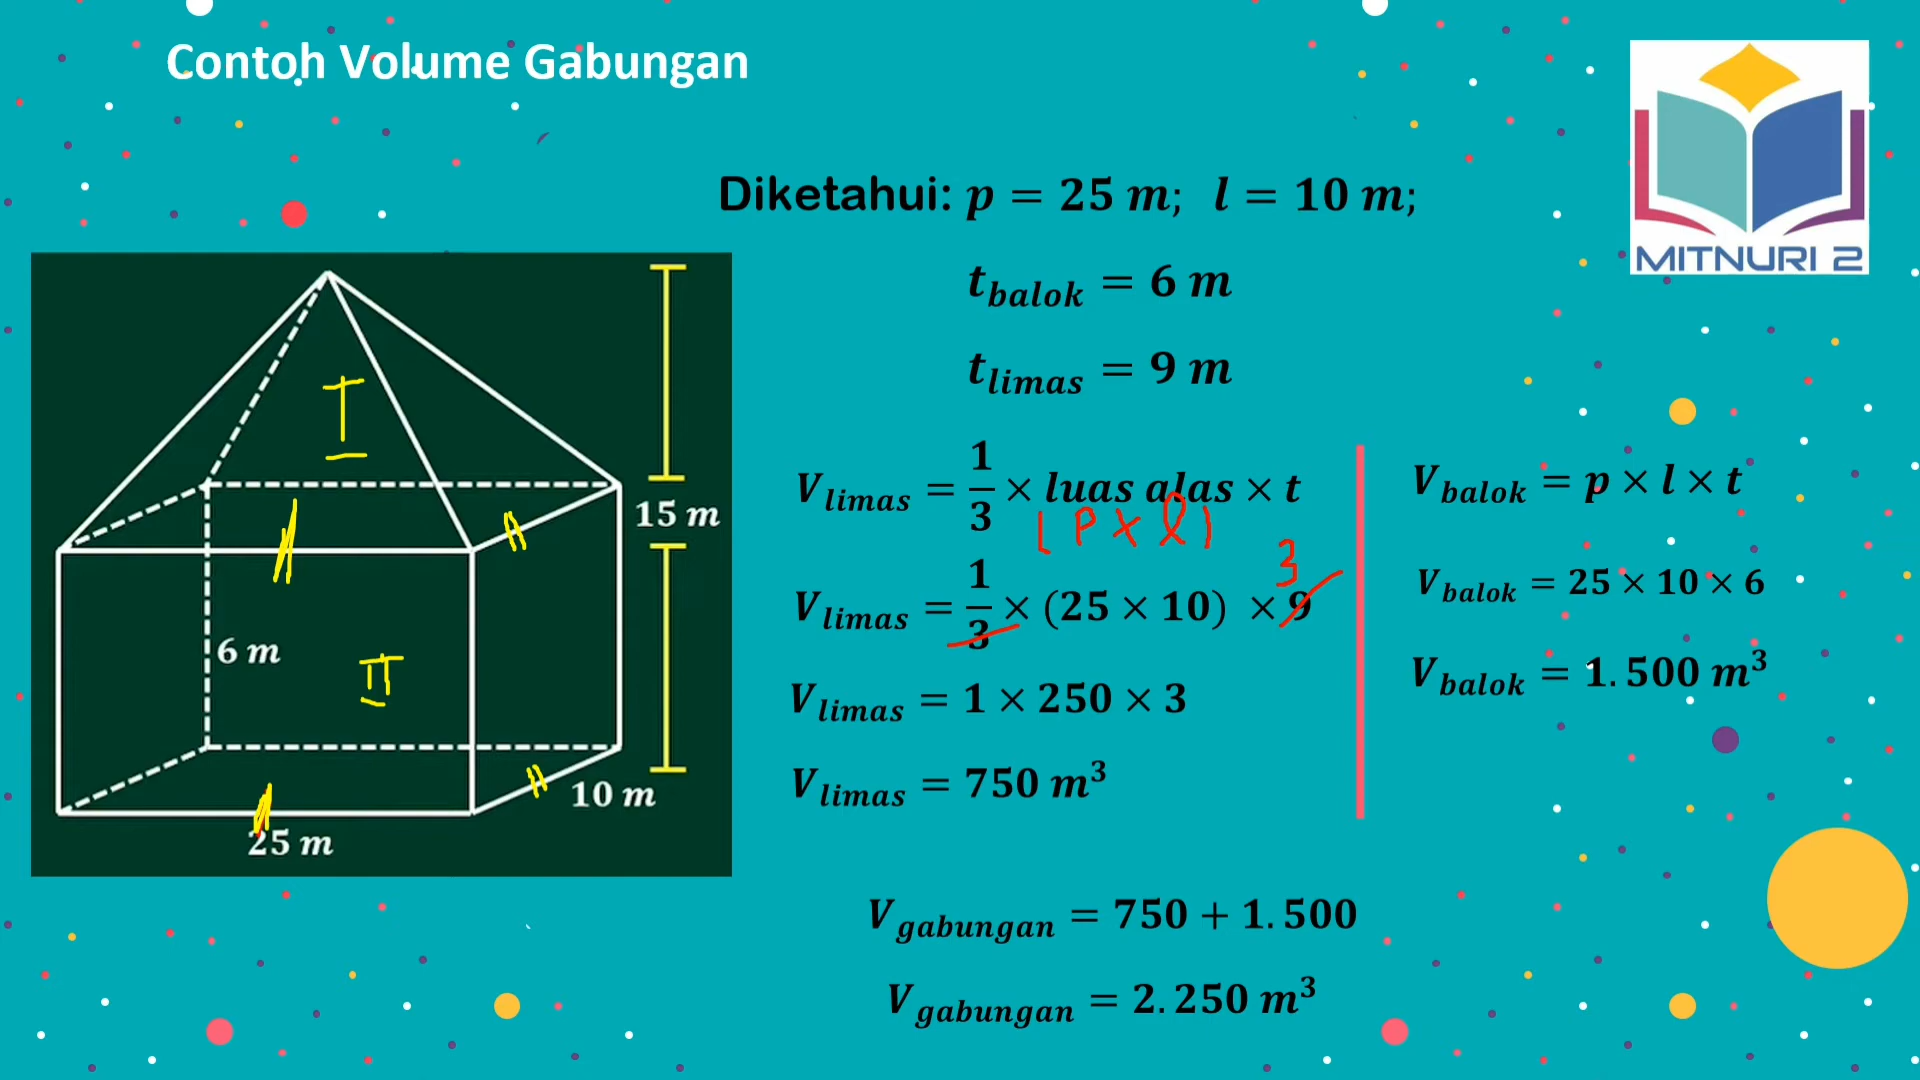 Contoh Volume Gabungan
MITNURI 2
Diketahui: p = 25 m; l = 10 m;
t_balok = 6 m
t_limas = 9 m
I
15 m
6 m
II
10 m
25 m
V_limas = 1/3 × luas alas × t
( p x l )
3
V_limas = 1/3 × (25 × 10) × 9
V_limas = 1 × 250 × 3
V_limas = 750 m³
V_balok = p × l × t
V_balok = 25 × 10 × 6
V_balok = 1.500 m³
V_gabungan = 750 + 1.500
V_gabungan = 2.250 m³